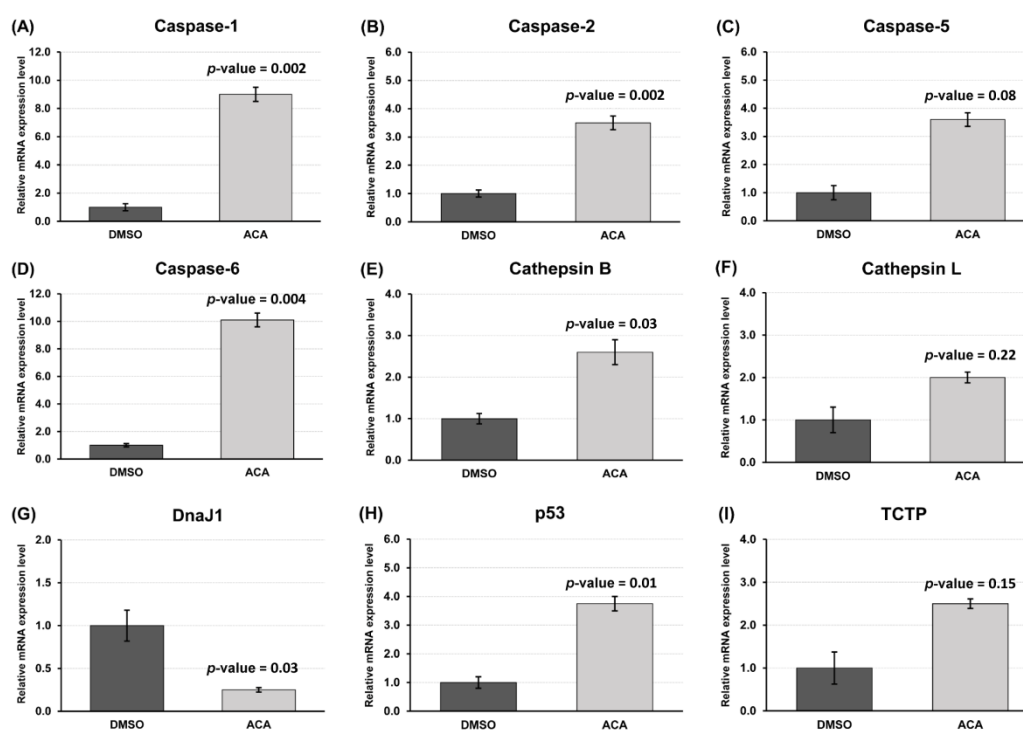 (A) Caspase-1
Relative mRNA expression level
12.0
10.0
8.0
6.0
4.0
2.0
0.0
p-value = 0.002
DMSO ACA
(B) Caspase-2
Relative mRNA expression level
6.0
5.0
4.0
3.0
2.0
1.0
0.0
p-value = 0.002
DMSO ACA
(C) Caspase-5
Relative mRNA expression level
6.0
5.0
4.0
3.0
2.0
1.0
0.0
p-value = 0.08
DMSO ACA
(D) Caspase-6
Relative mRNA expression level
12.0
10.0
8.0
6.0
4.0
2.0
0.0
p-value = 0.004
DMSO ACA
(E) Cathepsin B
Relative mRNA expression level
4.0
3.0
2.0
1.0
0.0
p-value = 0.03
DMSO ACA
(F) Cathepsin L
Relative mRNA expression level
4.0
3.0
2.0
1.0
0.0
p-value = 0.22
DMSO ACA
(G) DnaJ1
Relative mRNA expression level
2.0
1.5
1.0
0.5
0.0
p-value = 0.03
DMSO ACA
(H) p53
Relative mRNA expression level
6.0
5.0
4.0
3.0
2.0
1.0
0.0
p-value = 0.01
DMSO ACA
(I) TCTP
Relative mRNA expression level
4.0
3.0
2.0
1.0
0.0
p-value = 0.15
DMSO ACA